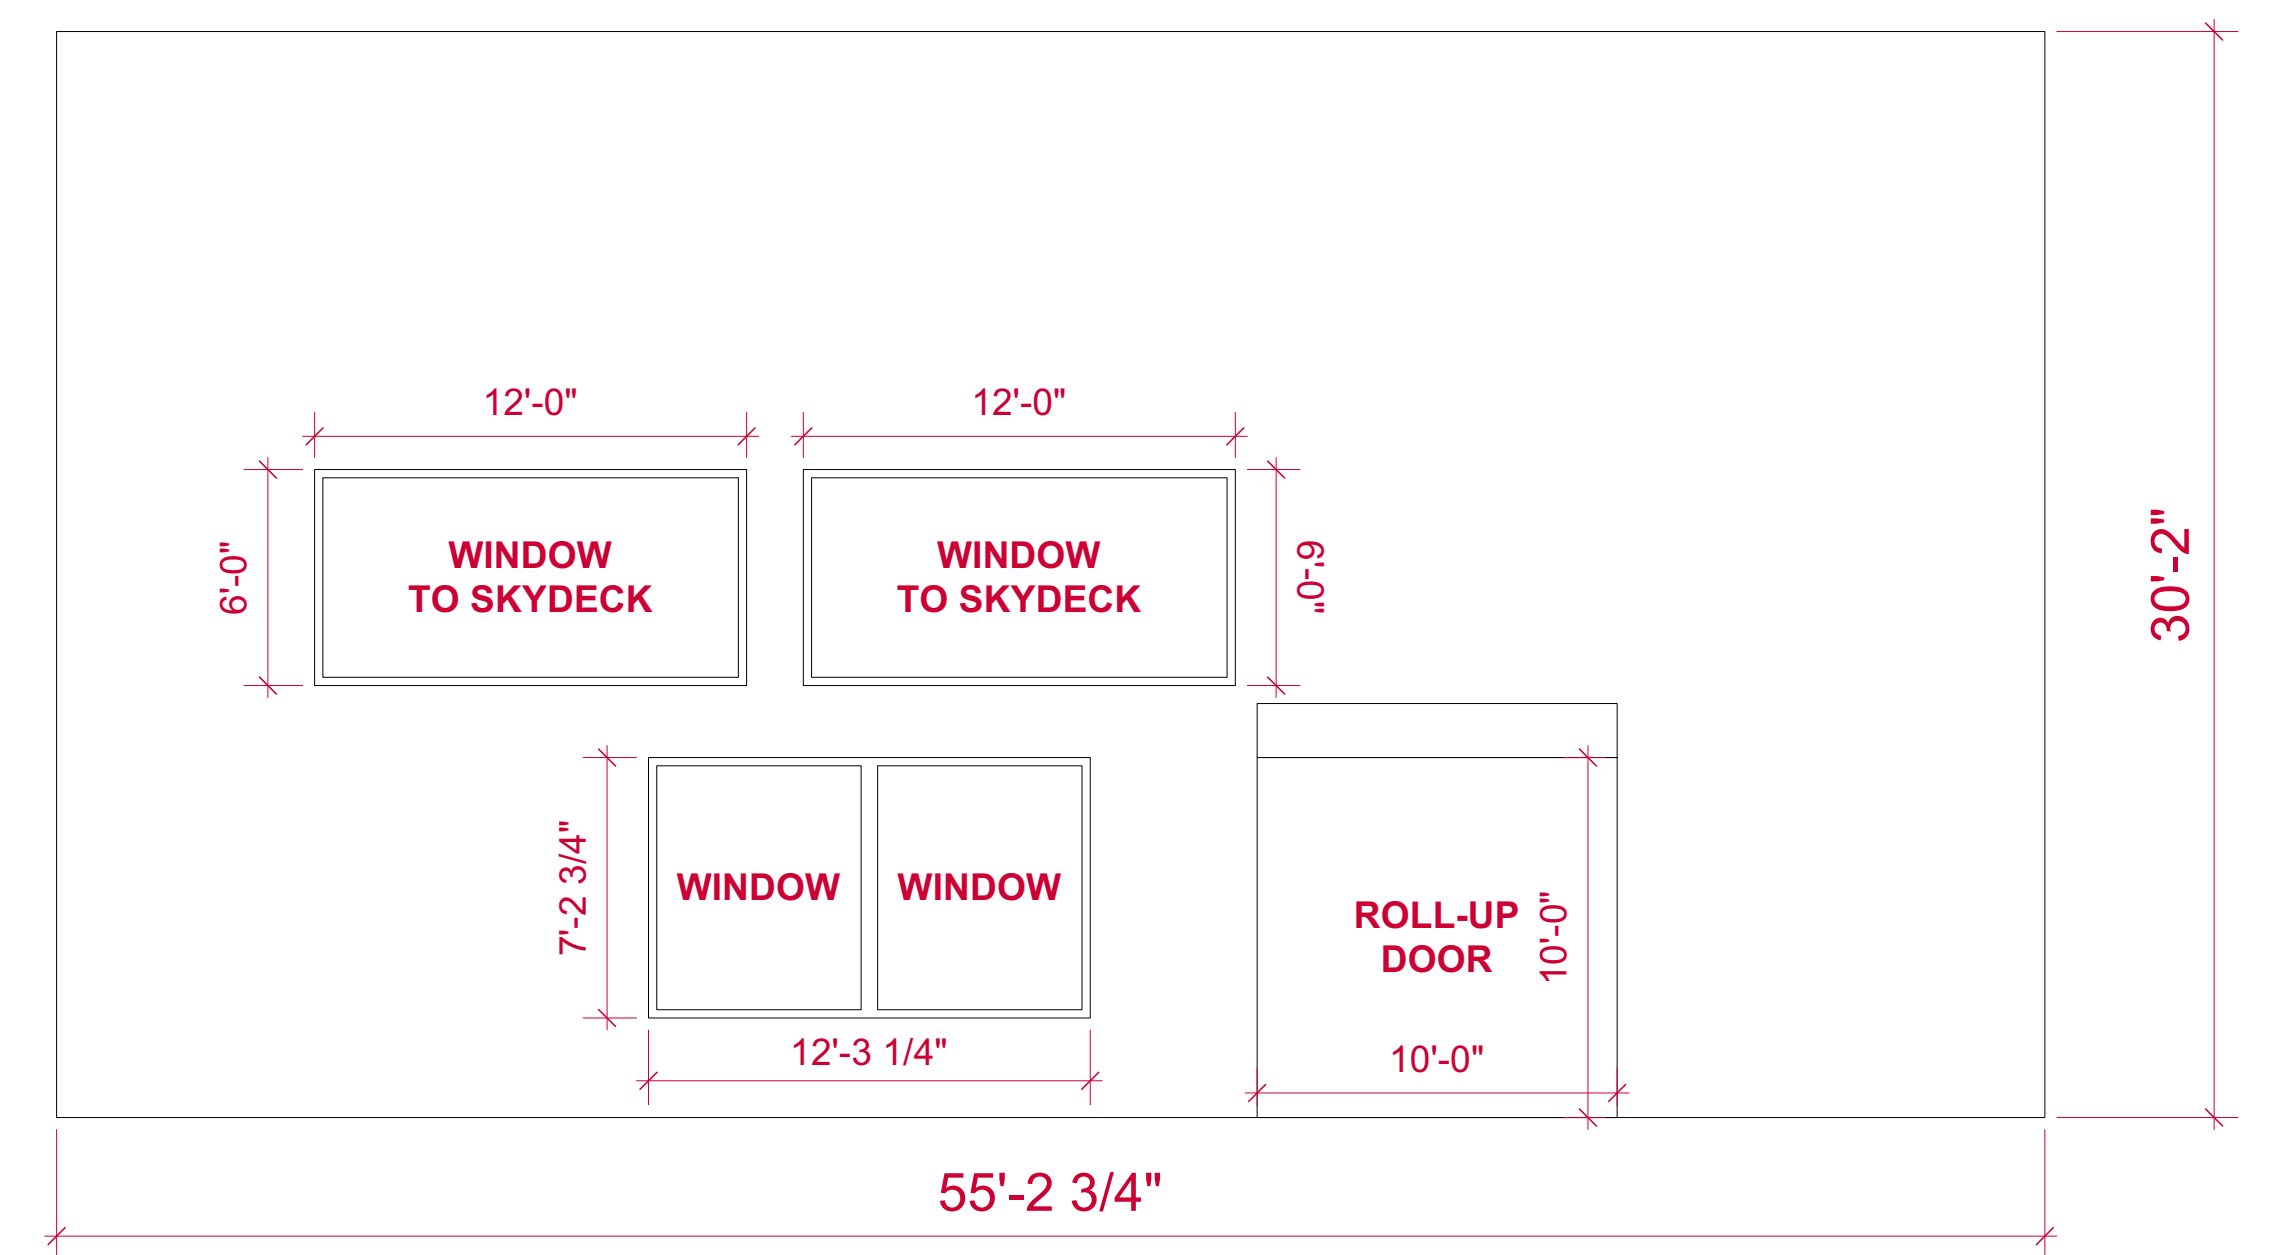 12'-0"
12'-0"
6'-0"
WINDOW
TO SKYDECK
WINDOW
TO SKYDECK
6'-0"
30'-2"
7'-2 3/4"
WINDOW
WINDOW
ROLL-UP
DOOR
10'-0"
12'-3 1/4"
10'-0"
55'-2 3/4"